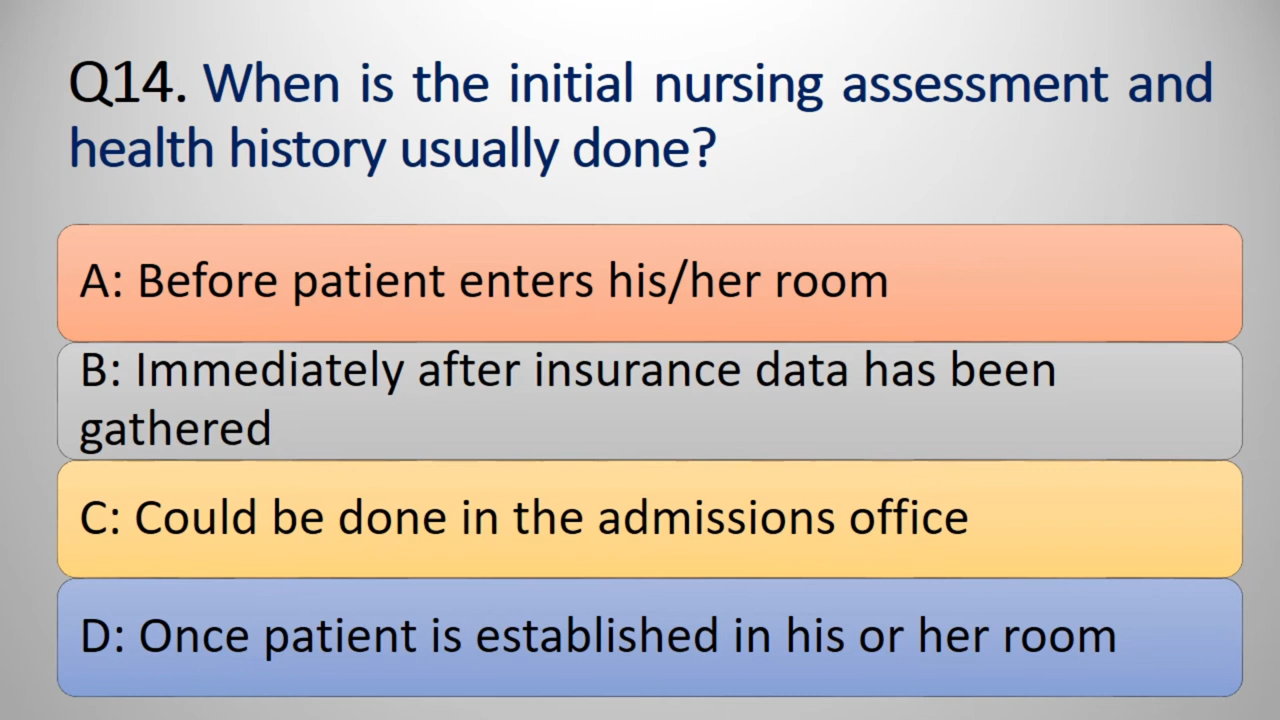 Q14. When is the initial nursing assessment and
health history usually done?
A: Before patient enters his/her room
B: Immediately after insurance data has been
gathered
C: Could be done in the admissions office
D: Once patient is established in his or her room